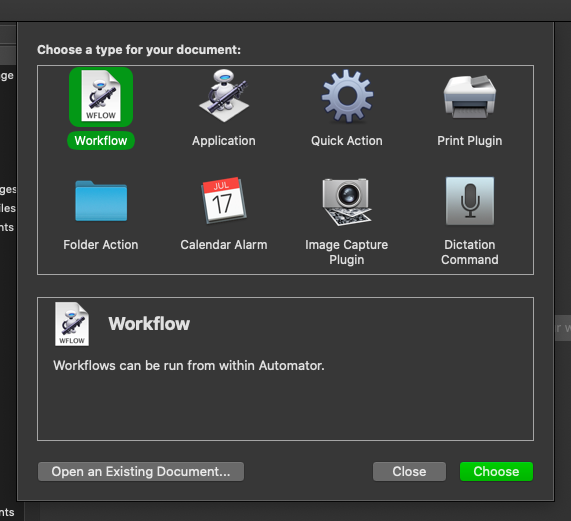 Choose a type for your document:
ge
WFLOW
Workflow
Application
Quick Action
Print Plugin
ges
iles
nts
JUL
17
Folder Action
Calendar Alarm
Image Capture
Plugin
Dictation
Command
WFLOW
Workflow
r w
Workflows can be run from within Automator.
Open an Existing Document...
Close
Choose
nts